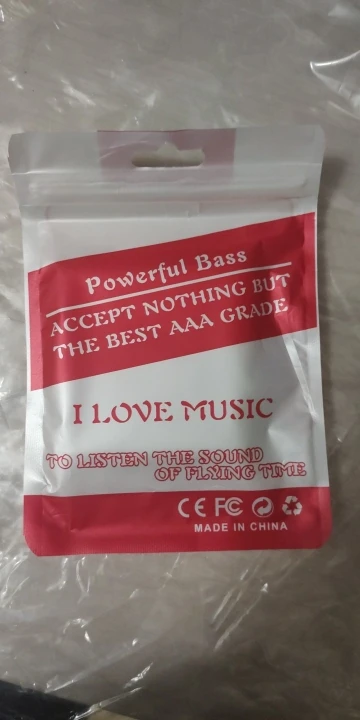 Powerful Bass
ACCEPT NOTHING BUT
THE BEST AAA GRADE
I LOVE MUSIC
TO LISTEN THE SOUND
OF FLYING TIME
CE FC
MADE IN CHINA